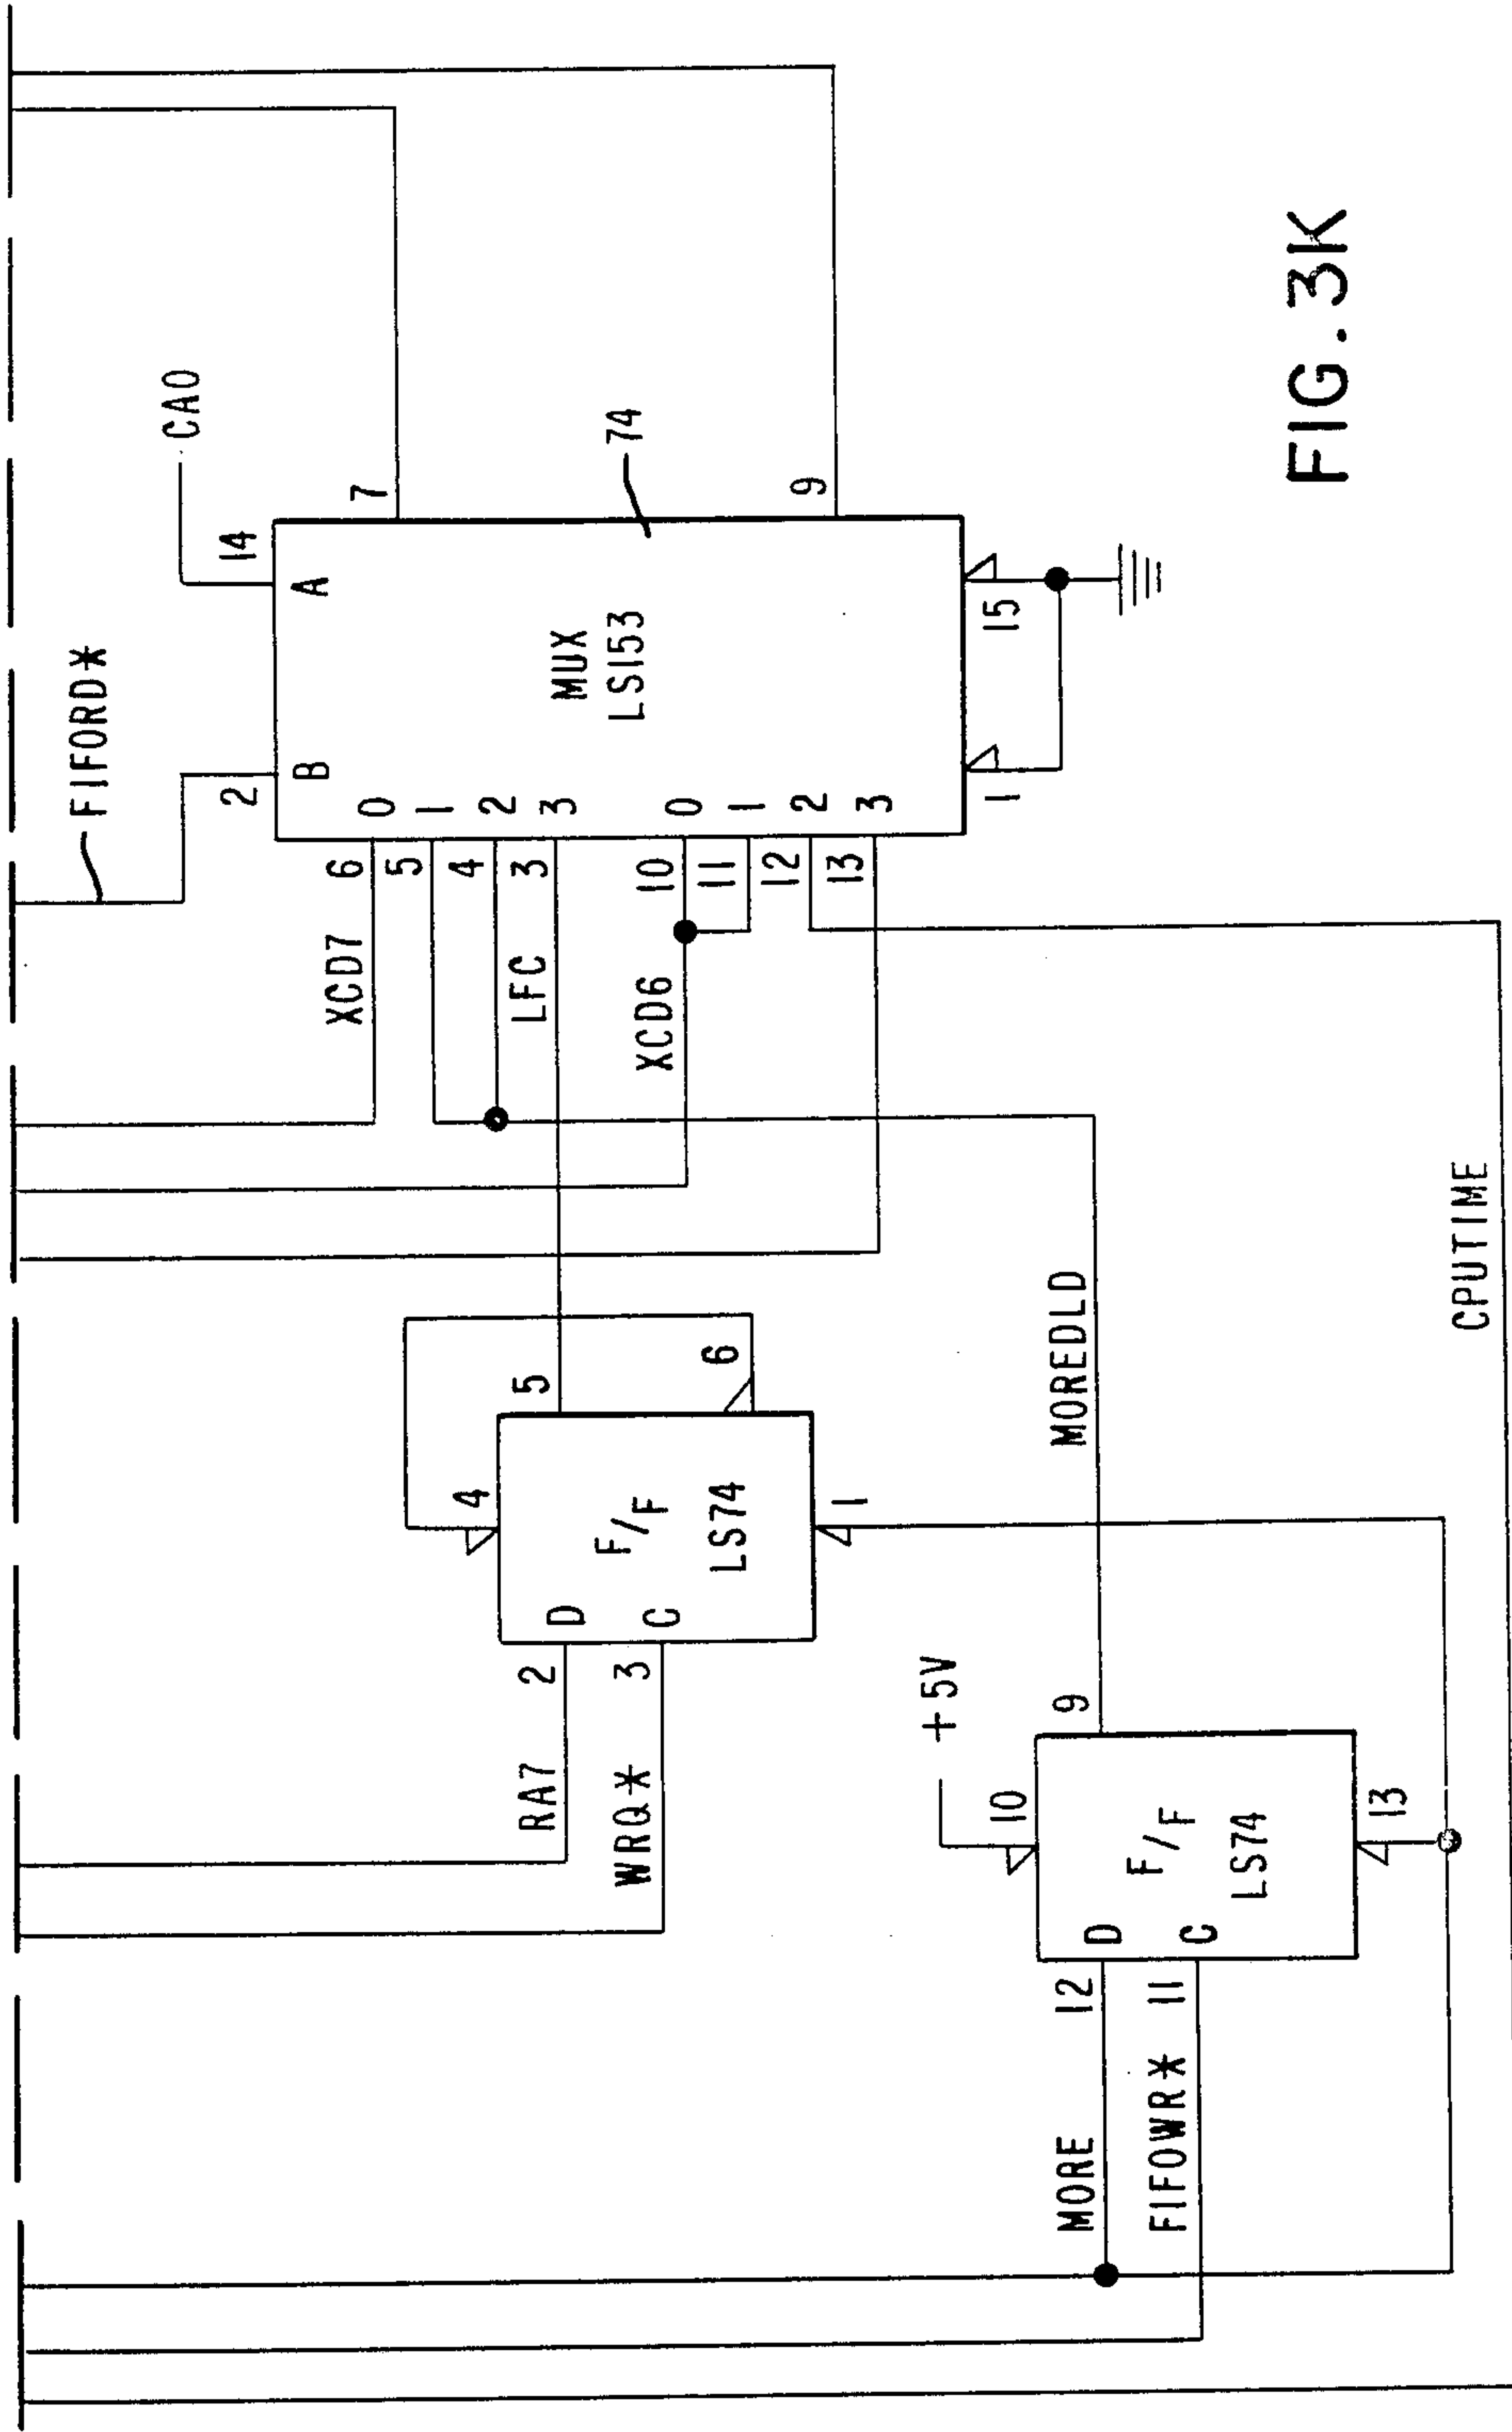 FIFORD*
CA0
2
14
B
A
XCD7
6
0
7
5
1
4
2
LFC
3
3
MUX
LS153
74
XCD6
10
0
11
1
12
2
13
3
9
1
15
4
5
RA7
2
D
F/F
WRQ*
3
C
LS74
6
1
+5V
10
MORE
12
D
9
MOREDLD
F/F
FIFOWR*
11
C
LS74
13
CPUTIME
FIG. 3K